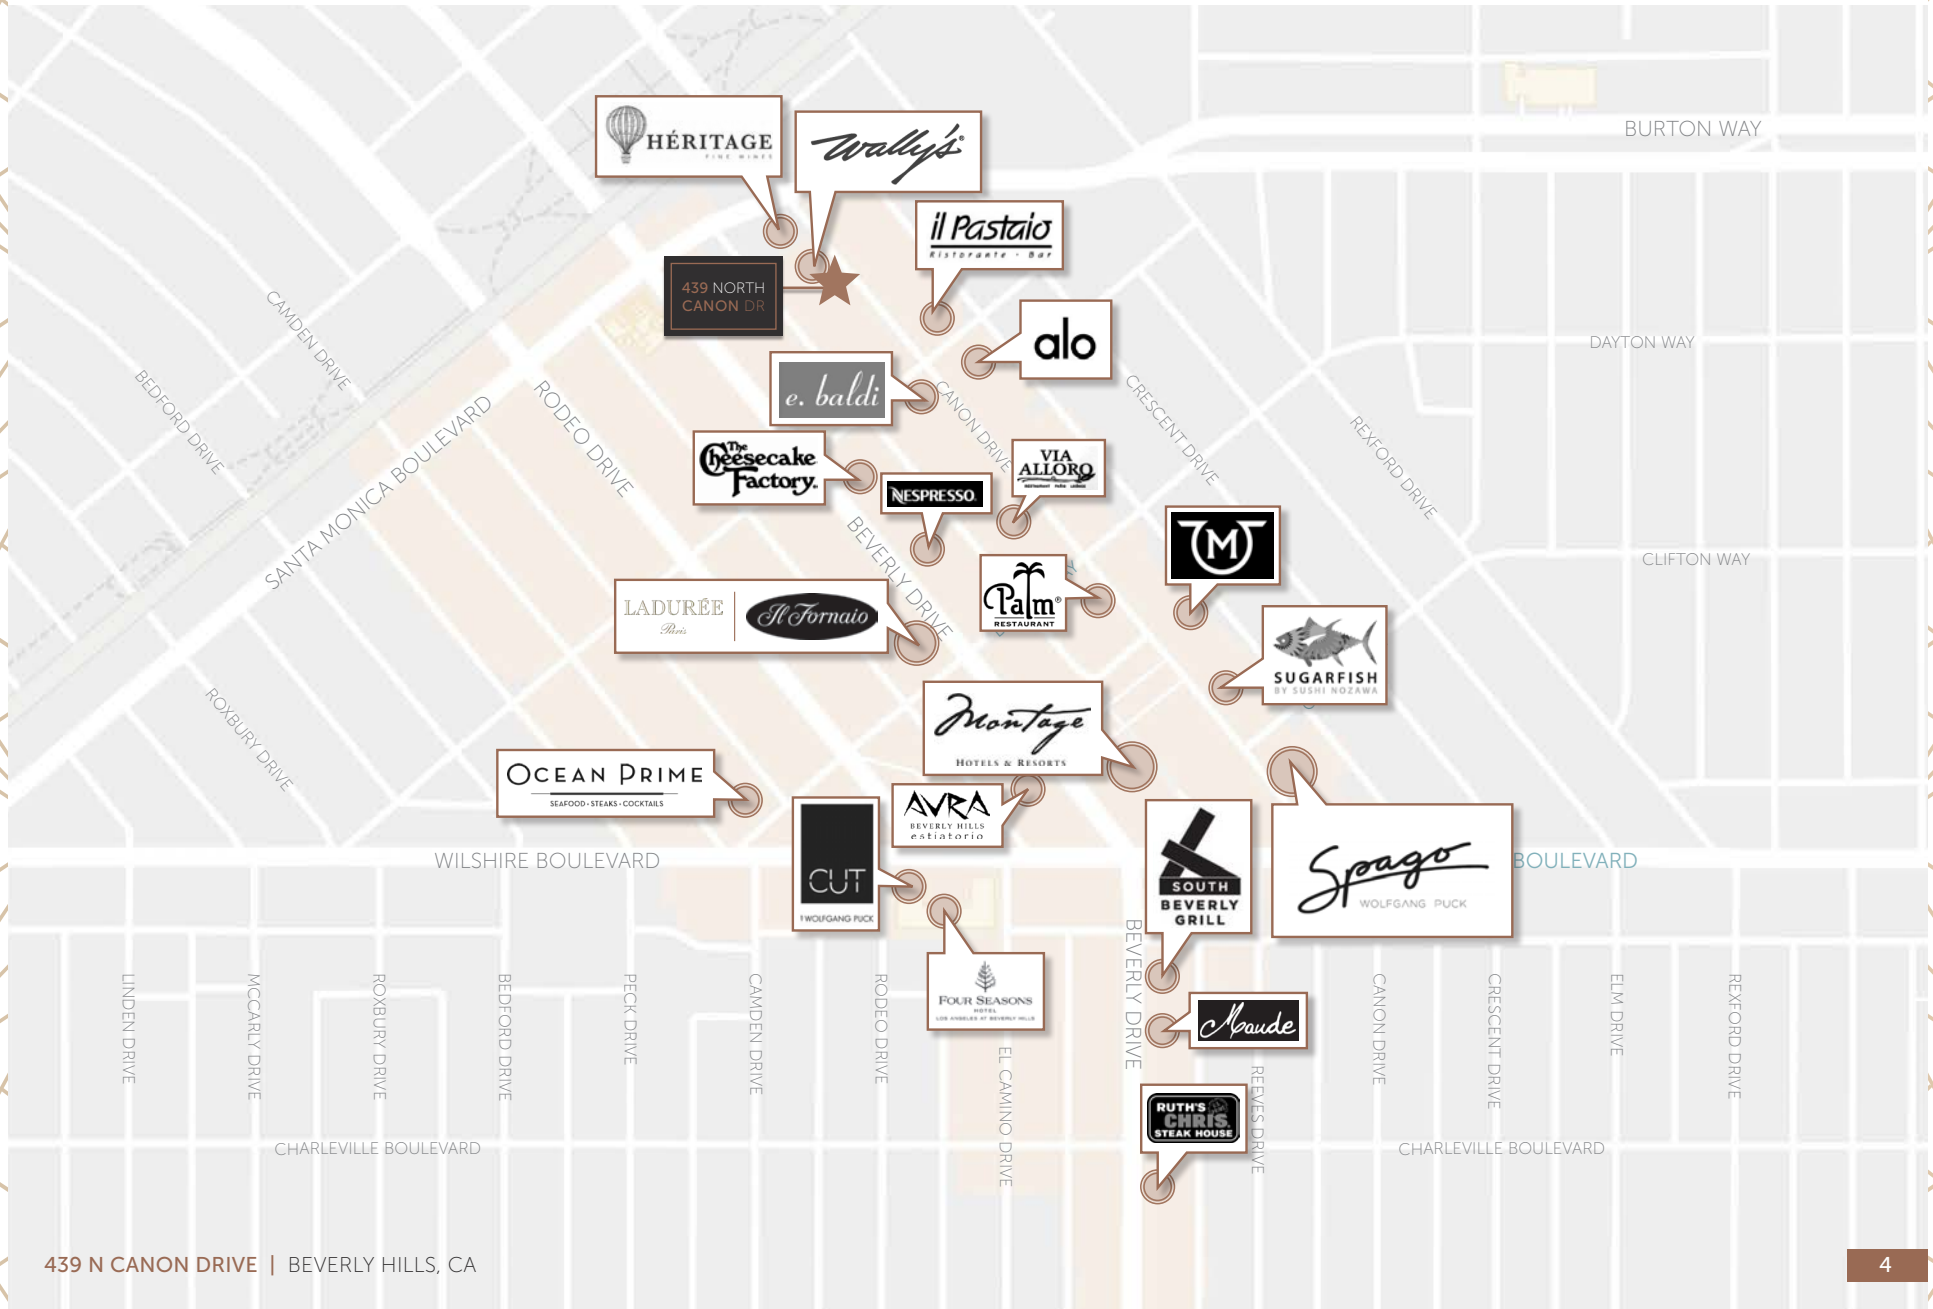 HÉRITAGE
FINE WINES
Wally's
il Pastaio
Ristorante · Bar
BURTON WAY
439 NORTH
CANON DR
alo
DAYTON WAY
CAMDEN DRIVE
BEDFORD DRIVE
RODEO DRIVE
SANTA MONICA BOULEVARD
e. baldi
CANON DRIVE
CRESCENT DRIVE
REXFORD DRIVE
The
Cheesecake
Factory
NESPRESSO
VIA
ALLORO
BEVERLY DRIVE
M
CLIFTON WAY
LADURÉE
Paris
Il Fornaio
Palm
RESTAURANT
SUGARFISH
BY SUSHI NOZAWA
ROXBURY DRIVE
Montage
HOTELS & RESORTS
OCEAN PRIME
SEAFOOD • STEAKS • COCKTAILS
AVRA
BEVERLY HILLS
estiatorio
CUT
WOLFGANG PUCK
SOUTH
BEVERLY
GRILL
Spago
WOLFGANG PUCK
WILSHIRE BOULEVARD
BOULEVARD
FOUR SEASONS
HOTEL
LOS ANGELES AT BEVERLY HILLS
Maude
RUTH'S
CHRIS
STEAK HOUSE
LINDEN DRIVE
MCCARLY DRIVE
ROXBURY DRIVE
BEDFORD DRIVE
PECK DRIVE
CAMDEN DRIVE
RODEO DRIVE
EL CAMINO DRIVE
BEVERLY DRIVE
REEVES DRIVE
CANON DRIVE
CRESCENT DRIVE
ELM DRIVE
REXFORD DRIVE
CHARLEVILLE BOULEVARD
CHARLEVILLE BOULEVARD
439 N CANON DRIVE | BEVERLY HILLS, CA
4